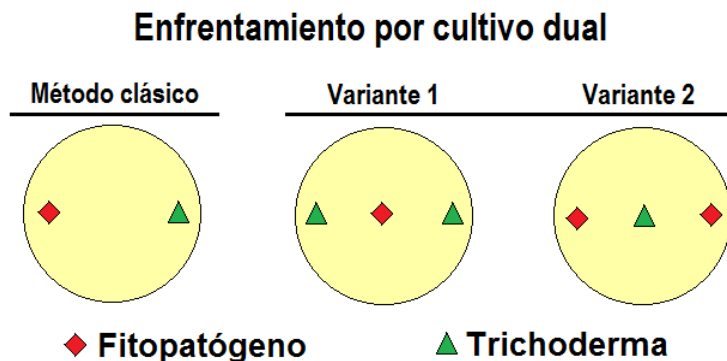 Enfrentamiento por cultivo dual
Método clásico
Variante 1
Variante 2
Fitopatógeno
Trichoderma